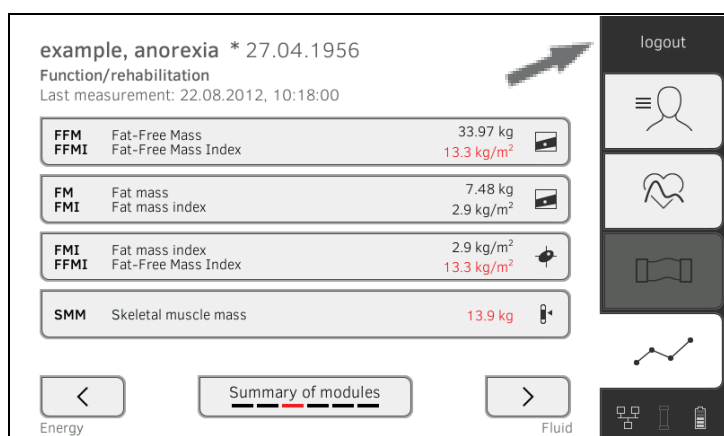 logout
example, anorexia * 27.04.1956
Function/rehabilitation
Last measurement: 22.08.2012, 10:18:00
FFM Fat-Free Mass 33.97 kg
FFMI Fat-Free Mass Index 13.3 kg/m²
FM Fat mass 7.48 kg
FMI Fat mass index 2.9 kg/m²
FMI Fat mass index 2.9 kg/m²
FFMI Fat-Free Mass Index 13.3 kg/m²
SMM Skeletal muscle mass 13.9 kg
< Summary of modules >
Energy Fluid